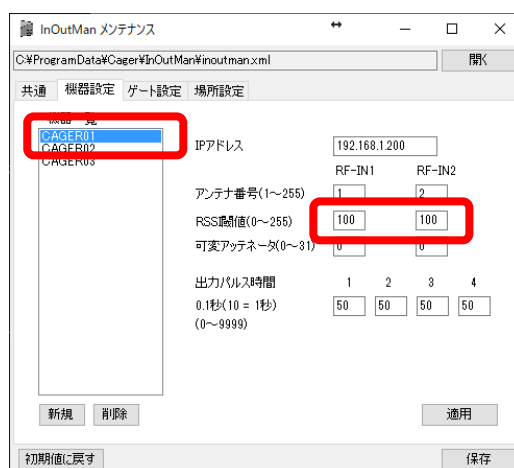 InOutMan メンテナンス
C:¥ProgramData¥Cager¥InOutMan¥inoutman.xml 開く
共通 機器設定 ゲート設定 場所設定
CAGER01
CAGER02
CAGER03
IPアドレス 192.168.1.200
RF-IN1 RF-IN2
アンテナ番号(1～255) 1 2
RSSI閾値(0～255) 100 100
可変アッテネータ(0～31) 0 0
出力パルス時間 1 2 3 4
0.1秒(10 = 1秒) 50 50 50 50
(0～9999)
新規 削除 適用
初期値に戻す 保存